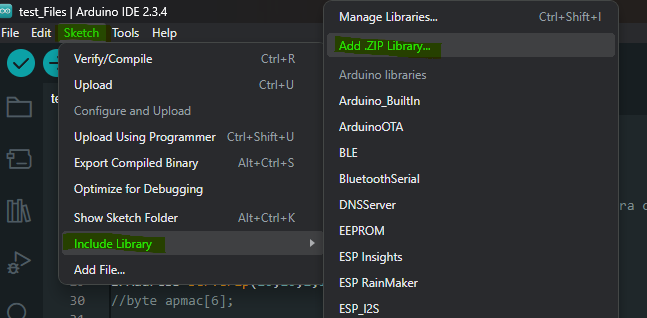 test_Files | Arduino IDE 2.3.4
File Edit Sketch Tools Help
Verify/Compile Ctrl+R
Upload Ctrl+U
Configure and Upload
Upload Using Programmer Ctrl+Shift+U
Export Compiled Binary Alt+Ctrl+S
Optimize for Debugging
Show Sketch Folder Alt+Ctrl+K
Include Library
Add File...
Manage Libraries... Ctrl+Shift+I
Add .ZIP Library...
Arduino libraries
Arduino_BuiltIn
ArduinoOTA
BLE
BluetoothSerial
DNSServer
EEPROM
ESP Insights
ESP RainMaker
ESP_I2S
te
ra
30 //byte apmac[6];